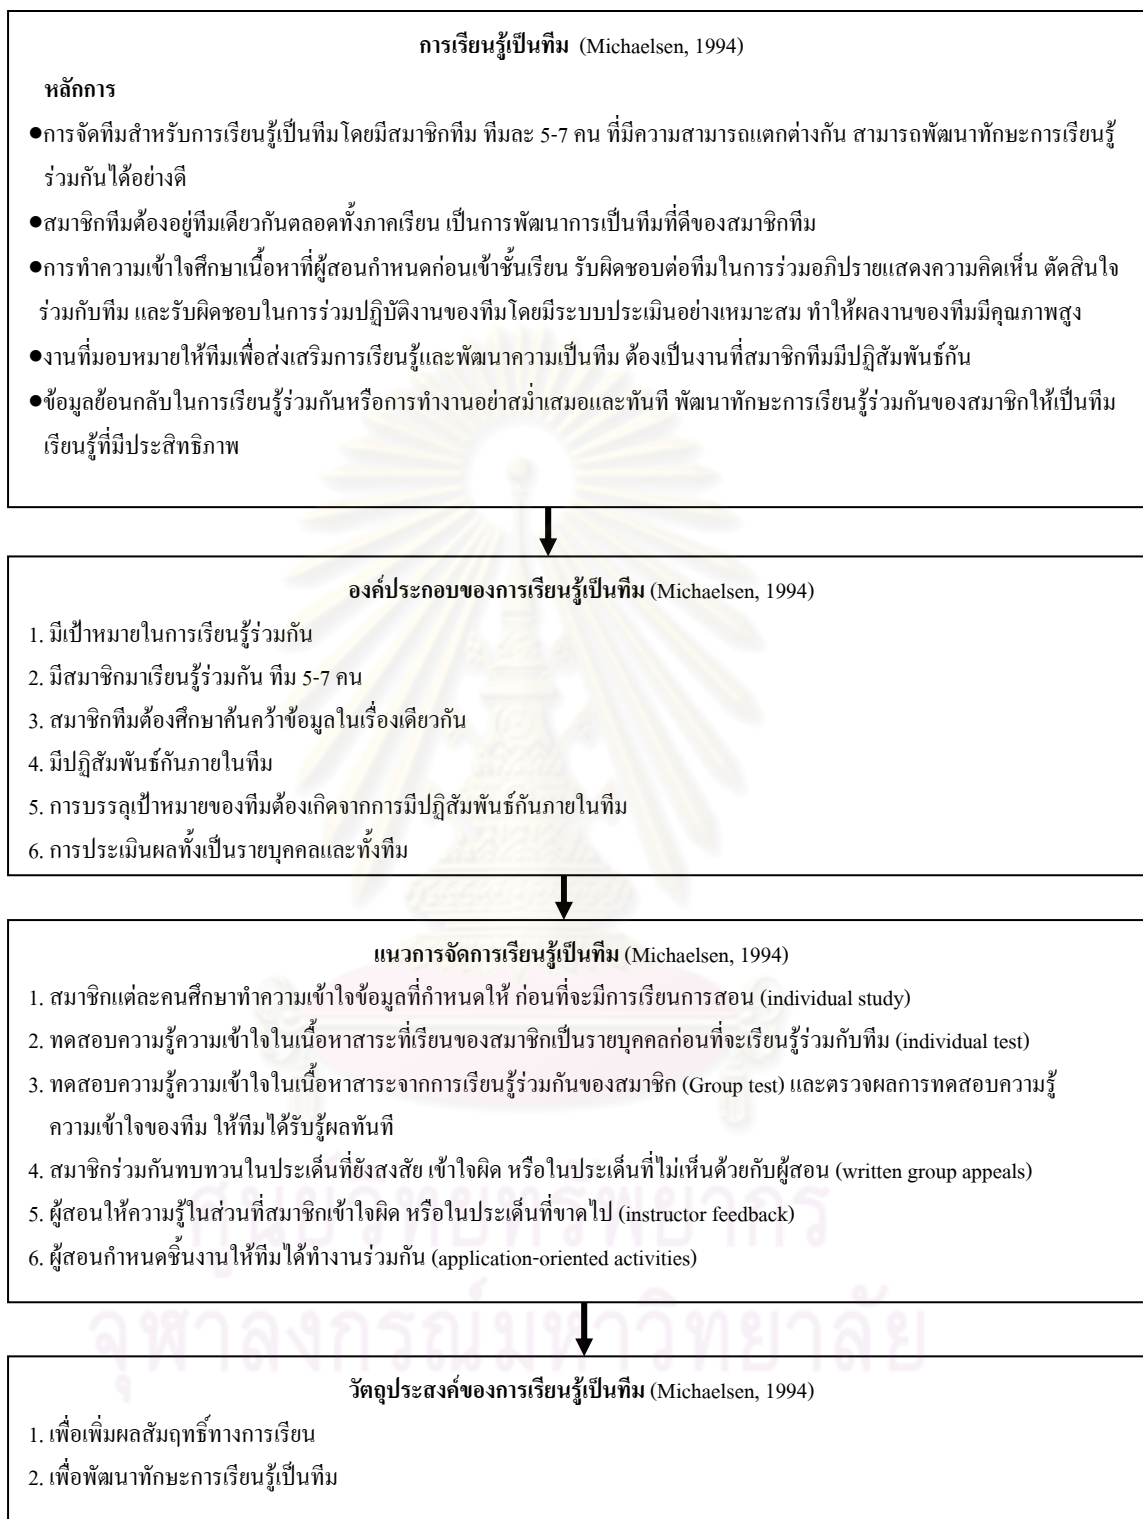 การเรียนรู้เป็นทีม (Michaelsen, 1994)
หลักการ
●การจัดทีมสำหรับการเรียนรู้เป็นทีมโดยมีสมาชิกทีม ทีมละ 5-7 คน ที่มีความสามารถแตกต่างกัน สามารถพัฒนาทักษะการเรียนรู้
ร่วมกันได้อย่างดี
●สมาชิกทีมต้องอยู่ทีมเดียวกันตลอดทั้งภาคเรียน เป็นการพัฒนาการเป็นทีมที่ดีของสมาชิกทีม
●การทำความเข้าใจศึกษาเนื้อหาที่ผู้สอนกำหนดก่อนเข้าชั้นเรียน รับผิดชอบต่อทีมในการร่วมอภิปรายแสดงความคิดเห็น ตัดสินใจ
ร่วมกับทีม และรับผิดชอบในการร่วมปฏิบัติงานของทีมโดยมีระบบประเมินอย่างเหมาะสม ทำให้ผลงานของทีมมีคุณภาพสูง
●งานที่มอบหมายให้ทีมเพื่อส่งเสริมการเรียนรู้และพัฒนาความเป็นทีม ต้องเป็นงานที่สมาชิกทีมมีปฏิสัมพันธ์กัน
●ข้อมูลย้อนกลับในการเรียนรู้ร่วมกันหรือการทำงานอย่าสม่ำเสมอและทันที พัฒนาทักษะการเรียนรู้ร่วมกันของสมาชิกให้เป็นทีม
เรียนรู้ที่มีประสิทธิภาพ
องค์ประกอบของการเรียนรู้เป็นทีม (Michaelsen, 1994)
1. มีเป้าหมายในการเรียนรู้ร่วมกัน
2. มีสมาชิกมาเรียนรู้ร่วมกัน ทีม 5-7 คน
3. สมาชิกทีมต้องศึกษาค้นคว้าข้อมูลในเรื่องเดียวกัน
4. มีปฏิสัมพันธ์กันภายในทีม
5. การบรรลุเป้าหมายของทีมต้องเกิดจากการมีปฏิสัมพันธ์กันภายในทีม
6. การประเมินผลทั้งเป็นรายบุคคลและทั้งทีม
แนวการจัดการเรียนรู้เป็นทีม (Michaelsen, 1994)
1. สมาชิกแต่ละคนศึกษาทำความเข้าใจข้อมูลที่กำหนดให้ ก่อนที่จะมีการเรียนการสอน (individual study)
2. ทดสอบความรู้ความเข้าใจในเนื้อหาสาระที่เรียนของสมาชิกเป็นรายบุคคลก่อนที่จะเรียนรู้ร่วมกับทีม (individual test)
3. ทดสอบความรู้ความเข้าใจในเนื้อหาสาระจากการเรียนรู้ร่วมกันของสมาชิก (Group test) และตรวจผลการทดสอบความรู้
ความเข้าใจของทีม ให้ทีมได้รับรู้ผลทันที
4. สมาชิกร่วมกันทบทวนในประเด็นที่ยังสงสัย เข้าใจผิด หรือในประเด็นที่ไม่เห็นด้วยกับผู้สอน (written group appeals)
ศูนย์วิทยทรัพยากร
5. ผู้สอนให้ความรู้ในส่วนที่สมาชิกเข้าใจผิด หรือในประเด็นที่ขาดไป (instructor feedback)
6. ผู้สอนกำหนดชิ้นงานให้ทีมได้ทำงานร่วมกัน (application-oriented activities)
จุฬาลงกรณ์มหาวิทยาลัย
วัตถุประสงค์ของการเรียนรู้เป็นทีม (Michaelsen, 1994)
1. เพื่อเพิ่มผลสัมฤทธิ์ทางการเรียน
2. เพื่อพัฒนาทักษะการเรียนรู้เป็นทีม